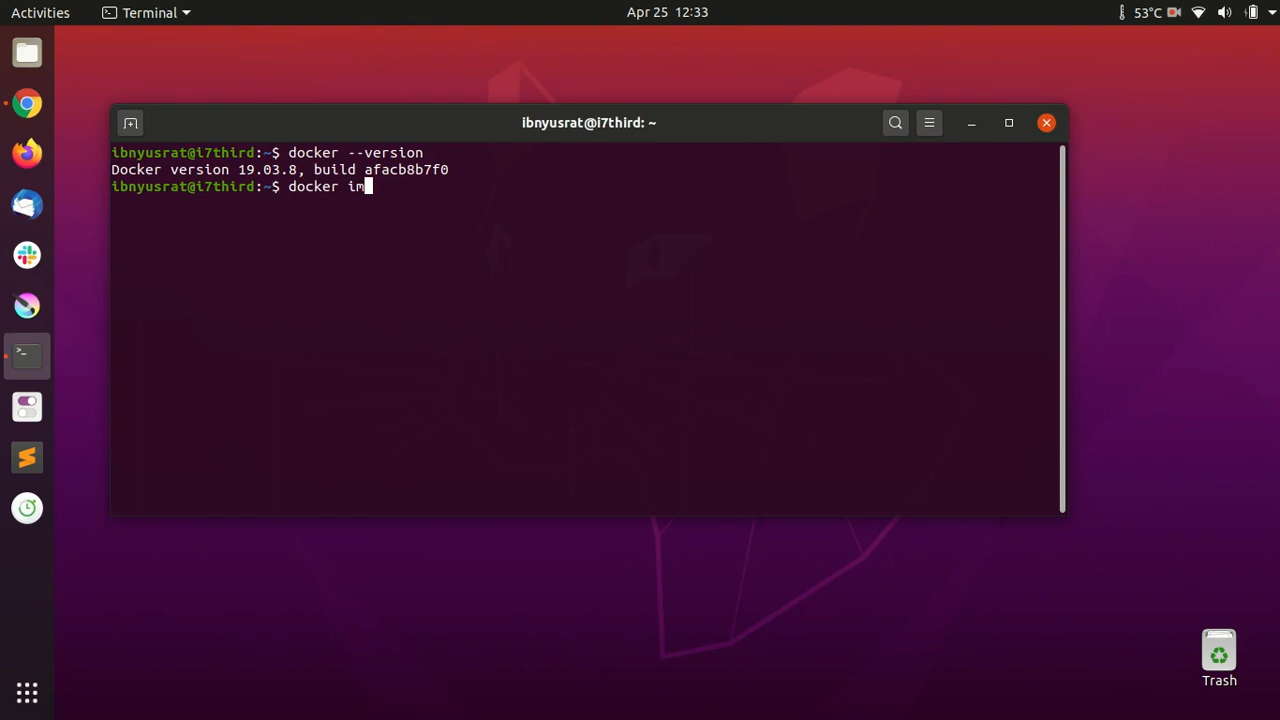 Activities
Terminal
Apr 25 12:33
53°C
ibnyusrat@i7third: ~
ibnyusrat@i7third:~$ docker --version
Docker version 19.03.8, build afacb8b7f0
ibnyusrat@i7third:~$ docker im
Trash